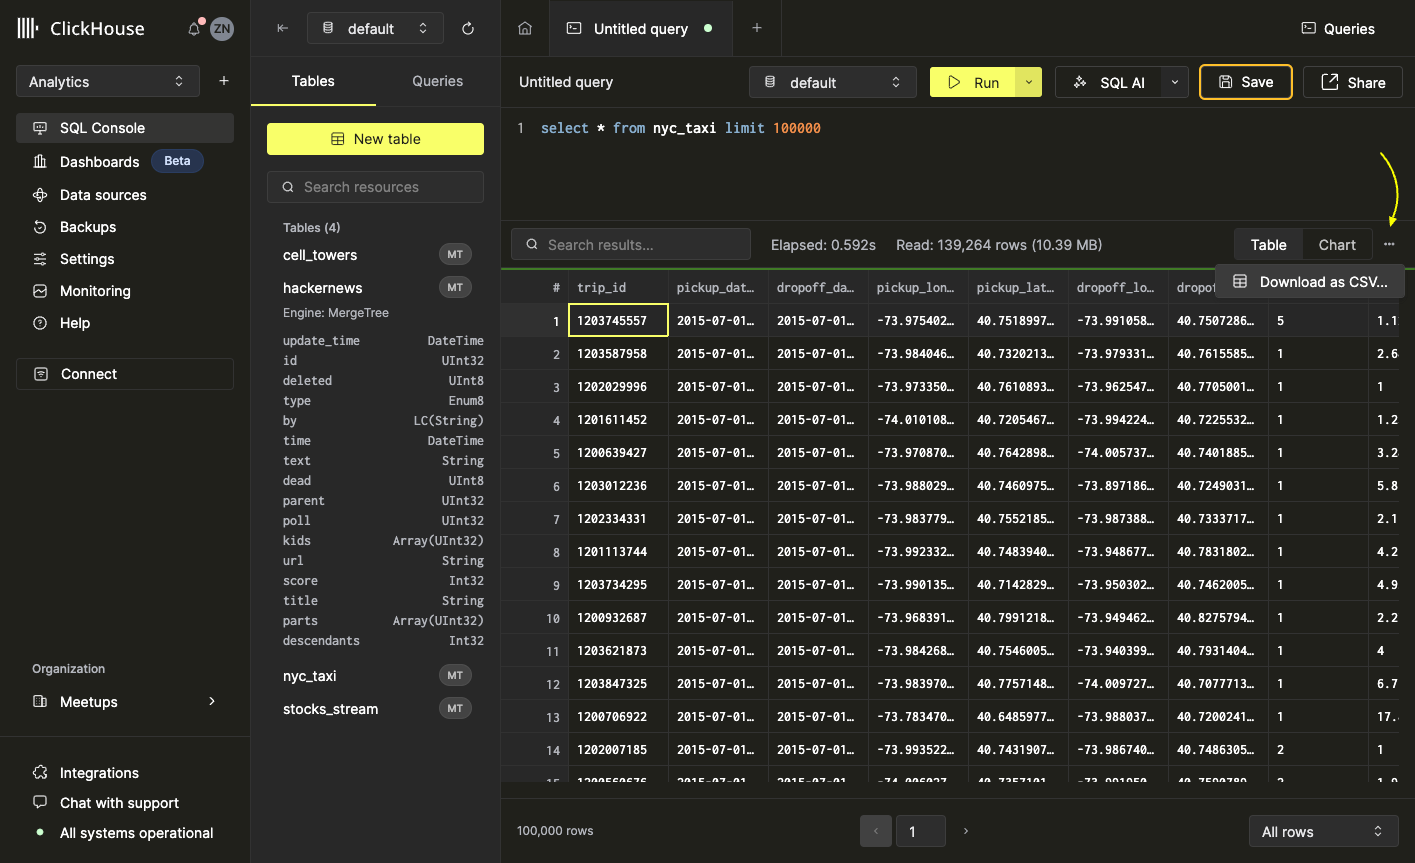 ClickHouse
ZN
Analytics
SQL Console
Dashboards Beta
Data sources
Backups
Settings
Monitoring
Help
Connect
Organization
Meetups
Integrations
Chat with support
All systems operational
default
Tables Queries
New table
Search resources
Tables (4)
cell_towers MT
hackernews MT
Engine: MergeTree
update_time DateTime
id UInt32
deleted UInt8
type Enum8
by LC(String)
time DateTime
text String
dead UInt8
parent UInt32
poll UInt32
kids Array(UInt32)
url String
score Int32
title String
parts Array(UInt32)
descendants Int32
nyc_taxi MT
stocks_stream MT
Untitled query
Queries
Untitled query default Run SQL AI Save Share
1 select * from nyc_taxi limit 100000
Search results... Elapsed: 0.592s Read: 139,264 rows (10.39 MB) Table Chart
Download as CSV...
# trip_id pickup_dat… dropoff_da… pickup_lon… pickup_lat… dropoff_lo… dropof
1 1203745557 2015-07-01… 2015-07-01… -73.975402… 40.7518997… -73.991058… 40.7507286… 5 1.1
2 1203587958 2015-07-01… 2015-07-01… -73.984046… 40.7320213… -73.979331… 40.7615585… 1 2.6
3 1202029996 2015-07-01… 2015-07-01… -73.973350… 40.7610893… -73.962547… 40.7705001… 1 1
4 1201611452 2015-07-01… 2015-07-01… -74.010108… 40.7205467… -73.994224… 40.7225532… 1 1.2
5 1200639427 2015-07-01… 2015-07-01… -73.970870… 40.7642898… -74.005737… 40.7401885… 1 3.2
6 1203012236 2015-07-01… 2015-07-01… -73.988029… 40.7460975… -73.897186… 40.7249031… 1 5.8
7 1202334331 2015-07-01… 2015-07-01… -73.983779… 40.7552185… -73.987388… 40.7333717… 1 2.1
8 1201113744 2015-07-01… 2015-07-01… -73.992332… 40.7483940… -73.948677… 40.7831802… 1 4.2
9 1203734295 2015-07-01… 2015-07-01… -73.990135… 40.7142829… -73.950302… 40.7462005… 1 4.9
10 1200932687 2015-07-01… 2015-07-01… -73.968391… 40.7991218… -73.949462… 40.8275794… 1 2.2
11 1203621873 2015-07-01… 2015-07-01… -73.984268… 40.7546005… -73.940399… 40.7931404… 1 4
12 1203847325 2015-07-01… 2015-07-01… -73.983970… 40.7757148… -74.009727… 40.7077713… 1 6.7
13 1200706922 2015-07-01… 2015-07-01… -73.783470… 40.6485977… -73.988037… 40.7200241… 1 17.
14 1202007185 2015-07-01… 2015-07-01… -73.993522… 40.7431907… -73.986740… 40.7486305… 2 1
100,000 rows 1 All rows